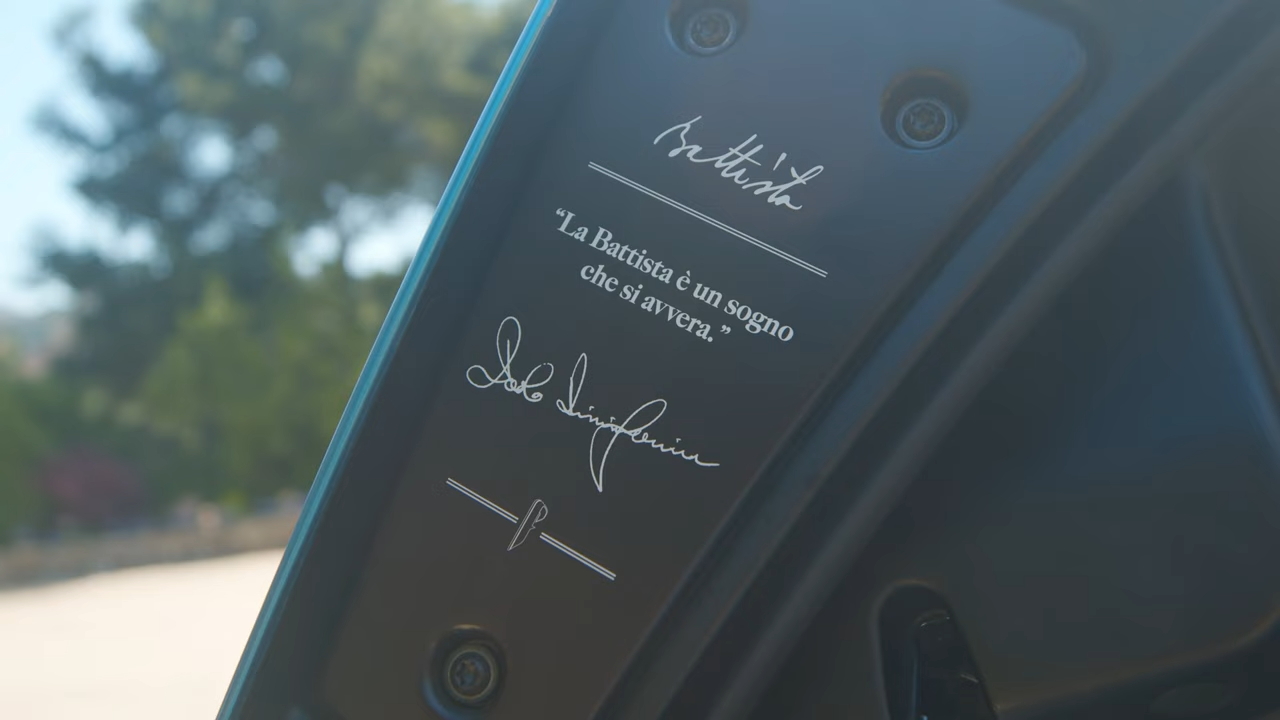 Battista
“La Battista è un sogno
che si avvera.”